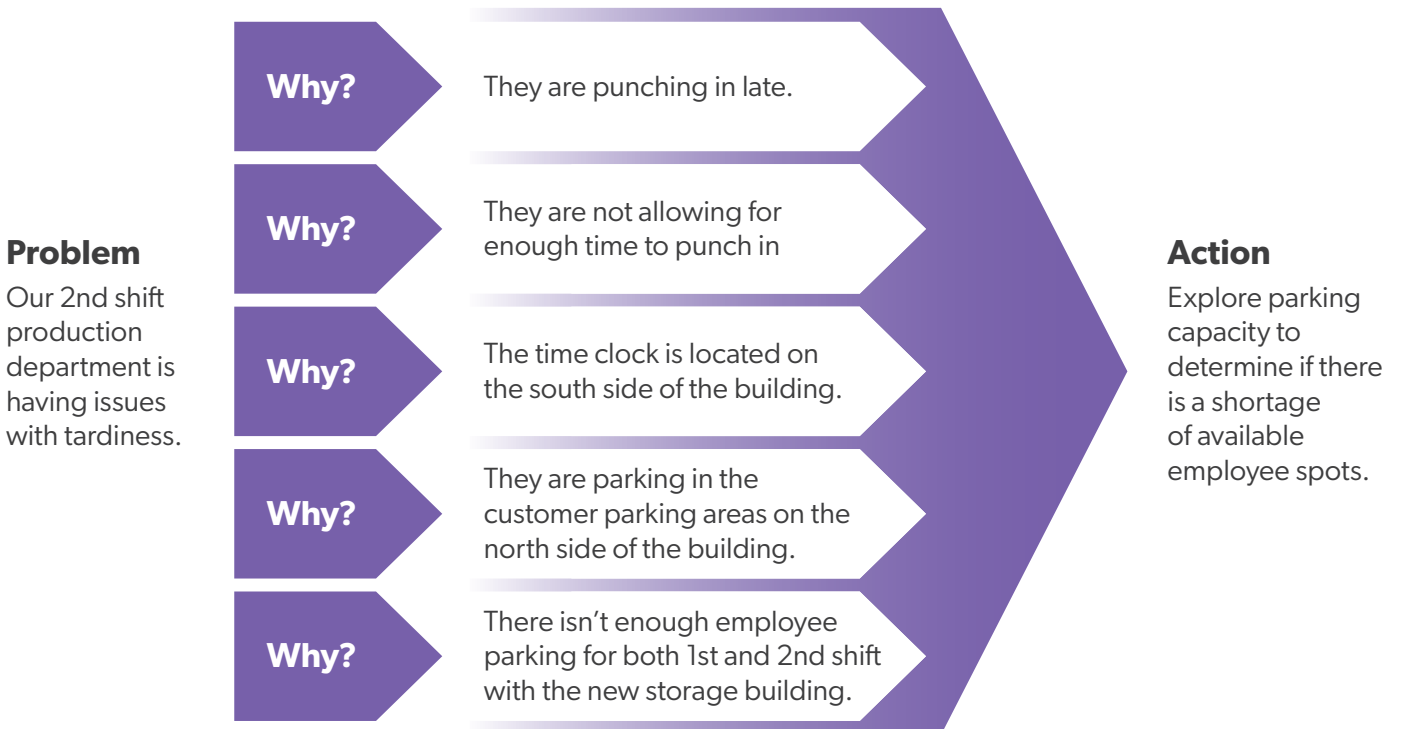 Problem
Our 2nd shift
production
department is
having issues
with tardiness.
Why?
They are punching in late.
Why?
They are not allowing for
enough time to punch in
Why?
The time clock is located on
the south side of the building.
Why?
They are parking in the
customer parking areas on the
north side of the building.
Why?
There isn’t enough employee
parking for both 1st and 2nd shift
with the new storage building.
Action
Explore parking
capacity to
determine if there
is a shortage
of available
employee spots.